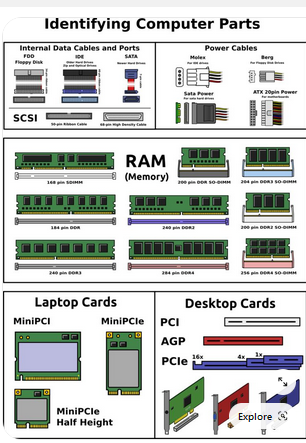 Identifying Computer Parts
Internal Data Cables and Ports
Power Cables
FDD
Floppy Disk
IDE
Older Hard Drives
Zip and Optical Drives
SATA
Newer Hard Drives
Molex
For IDE drives
Berg
For Floppy Disk Drives
Sata Power
For sata hard drives
ATX 20pin Power
For motherboards
SCSI
50-pin Ribbon Cable
68-pin High Density Cable
RAM
(Memory)
168 pin SDIMM
200 pin DDR SO-DIMM
204 pin DDR3 SO-DIMM
184 pin DDR
240 pin DDR2
200 pin DDR2 SO-DIMM
240 pin DDR3
284 pin DDR4
256 pin DDR4 SO-DIMM
Laptop Cards
MiniPCI
MiniPCIe
MiniPCIe
Half Height
Desktop Cards
PCI
AGP
PCIe
16x
4x
1x
Explore